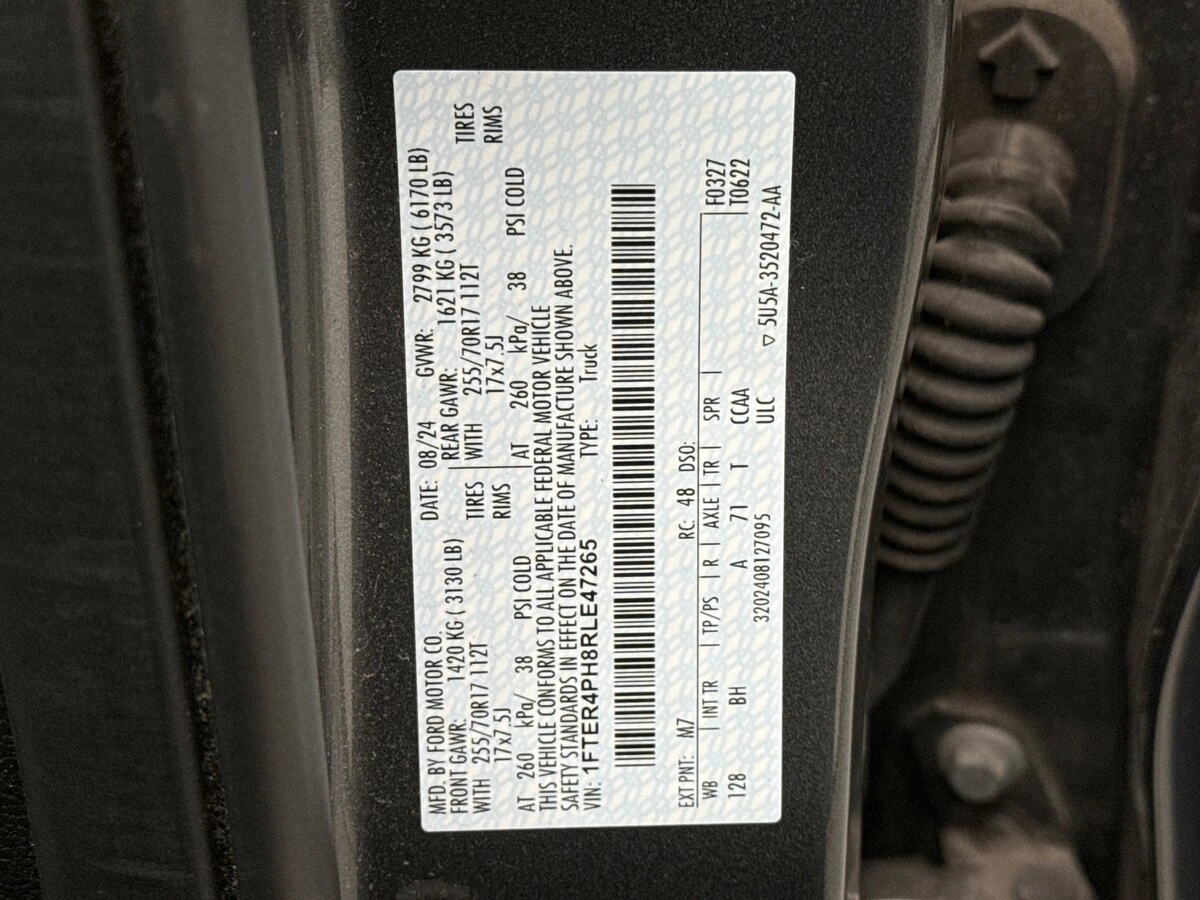 MFD. BY FORD MOTOR CO. DATE: 08/24 GVWR: 2799 KG ( 6170 LB)
FRONT GAWR: 1420 KG ( 3130 LB) REAR GAWR: 1621 KG ( 3573 LB)
WITH 255/70R17 112T TIRES WITH 255/70R17 112T TIRES
17x7.5J RIMS 17x7.5J RIMS
AT 260 kPa/ 38 PSI COLD AT 260 kPa/ 38 PSI COLD
THIS VEHICLE CONFORMS TO ALL APPLICABLE FEDERAL MOTOR VEHICLE
SAFETY STANDARDS IN EFFECT ON THE DATE OF MANUFACTURE SHOWN ABOVE.
VIN: 1FTER4PH8RLE47265 TYPE: Truck
EXT PNT: M7 RC: 48 DSO:
WB | INT TR | TP/PS | R | AXLE | TR | SPR | F0327
128 BH A 71 T CCAA T0622
3202408127095 ULC
▽ 5U5A-3520472-AA